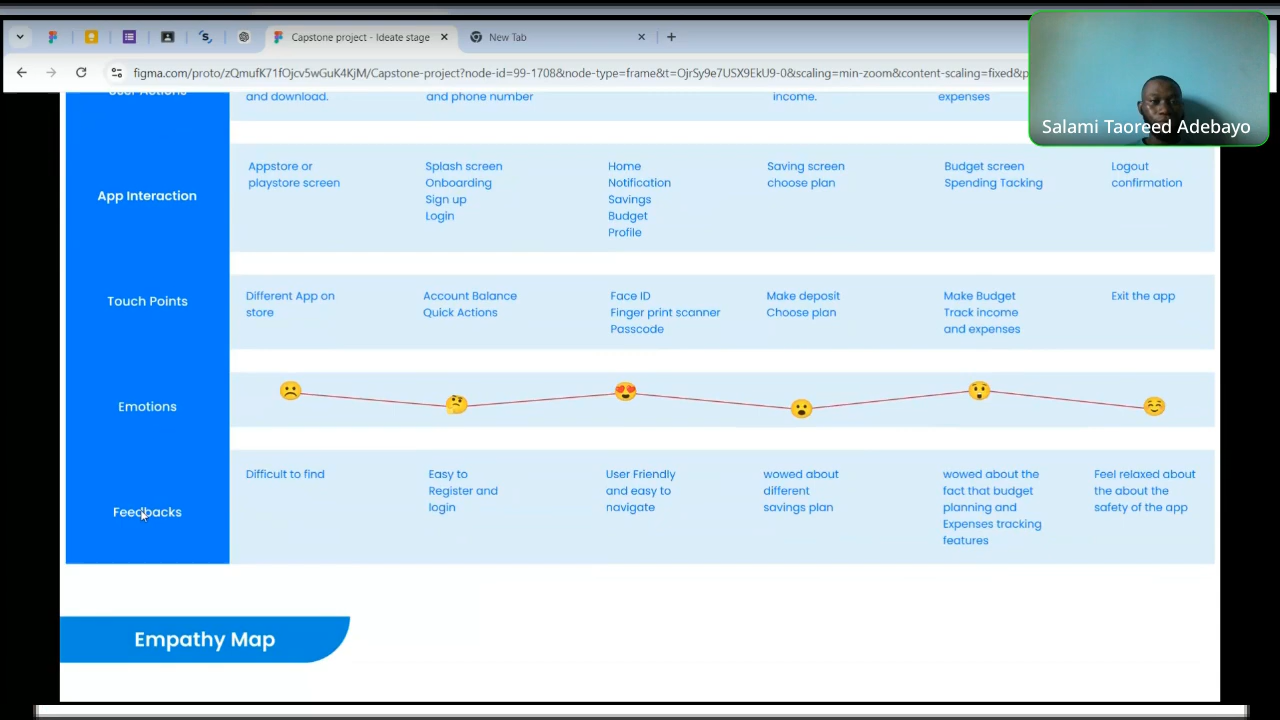 Capstone project - Ideate stage
New Tab
figma.com/proto/zQmufK71fOjcv5wGuK4KjM/Capstone-project?node-id=99-1708&node-type=frame&t=OjrSy9e7USX9EkU9-0&scaling=min-zoom&content-scaling=fixed&p
Salami Taoreed Adebayo
User Actions
and download.
and phone number
income.
expenses
App Interaction
Appstore or
playstore screen
Splash screen
Onboarding
Sign up
Login
Home
Notification
Savings
Budget
Profile
Saving screen
choose plan
Budget screen
Spending Tacking
Logout
confirmation
Touch Points
Different App on
store
Account Balance
Quick Actions
Face ID
Finger print scanner
Passcode
Make deposit
Choose plan
Make Budget
Track income
and expenses
Exit the app
Emotions
Feedbacks
Difficult to find
Easy to
Register and
login
User Friendly
and easy to
navigate
wowed about
different
savings plan
wowed about the
fact that budget
planning and
Expenses tracking
features
Feel relaxed about
the about the
safety of the app
Empathy Map